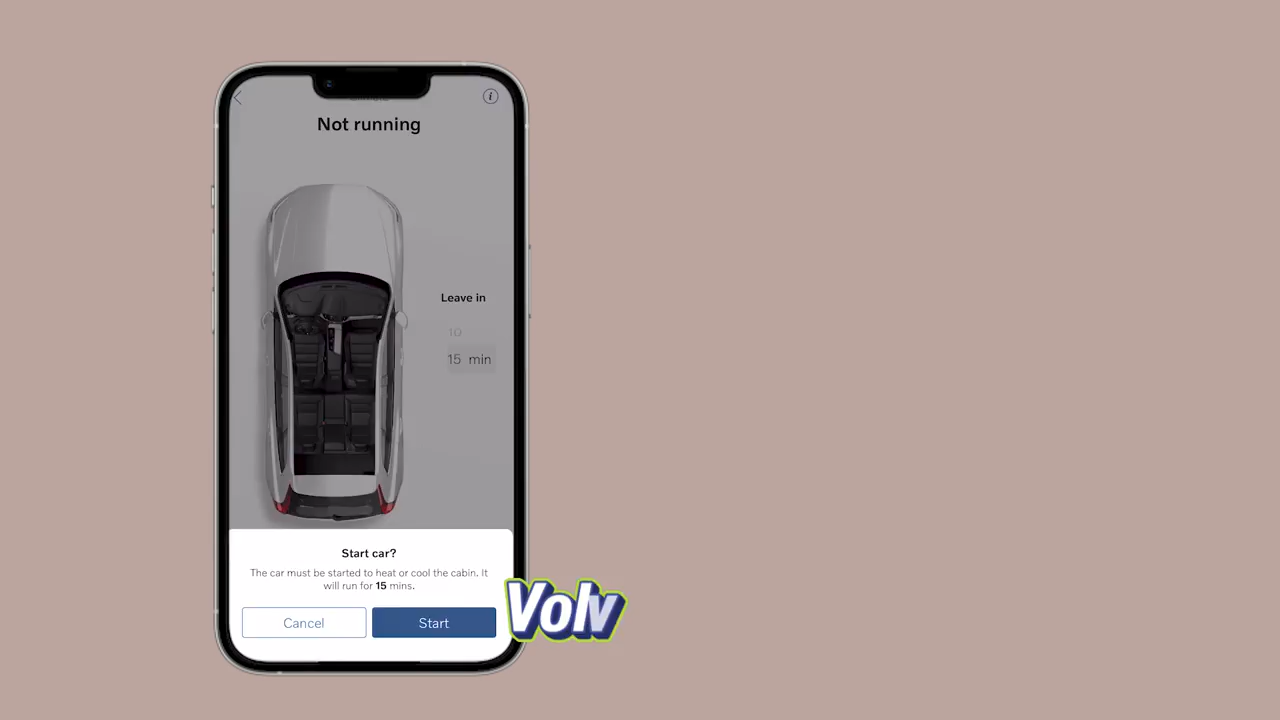 Not running
Leave in
10
15 min
Start car?
The car must be started to heat or cool the cabin. It
will run for 15 mins.
Cancel
Start
Volv